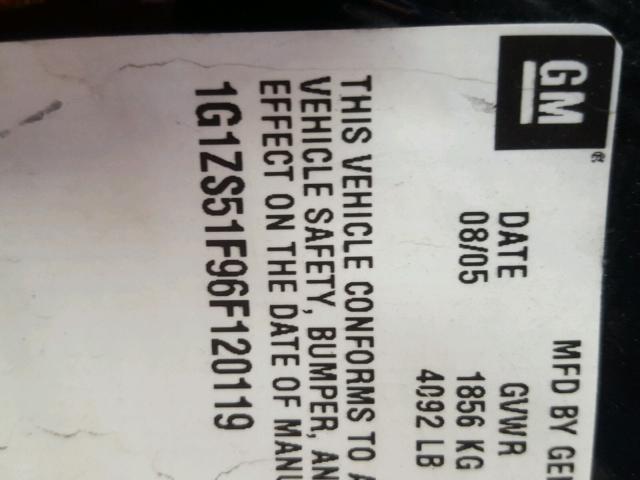 GM®
MFD BY GE
DATE GVWR
08/05 1856 KG
4092 LB
THIS VEHICLE CONFORMS TO A
VEHICLE SAFETY, BUMPER, AN
EFFECT ON THE DATE OF MANU
1G1ZS51F96F120119